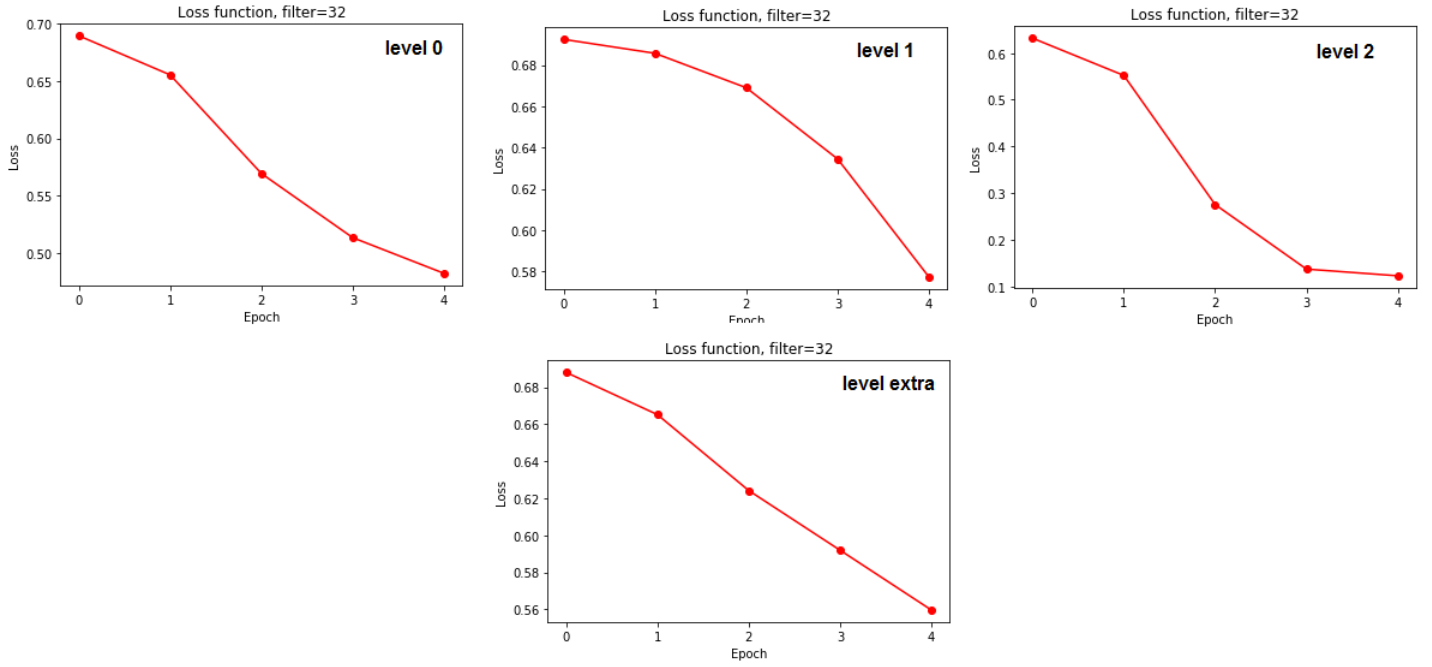 Loss function, filter=32
level 0
0.70
0.65
0.60
0.55
0.50
Loss
0 1 2 3 4
Epoch
Loss function, filter=32
level 1
0.68
0.66
0.64
0.62
0.60
0.58
Loss
0 1 2 3 4
Epoch
Loss function, filter=32
level 2
0.6
0.5
0.4
0.3
0.2
0.1
Loss
0 1 2 3 4
Epoch
Loss function, filter=32
level extra
0.68
0.66
0.64
0.62
0.60
0.58
0.56
Loss
0 1 2 3 4
Epoch